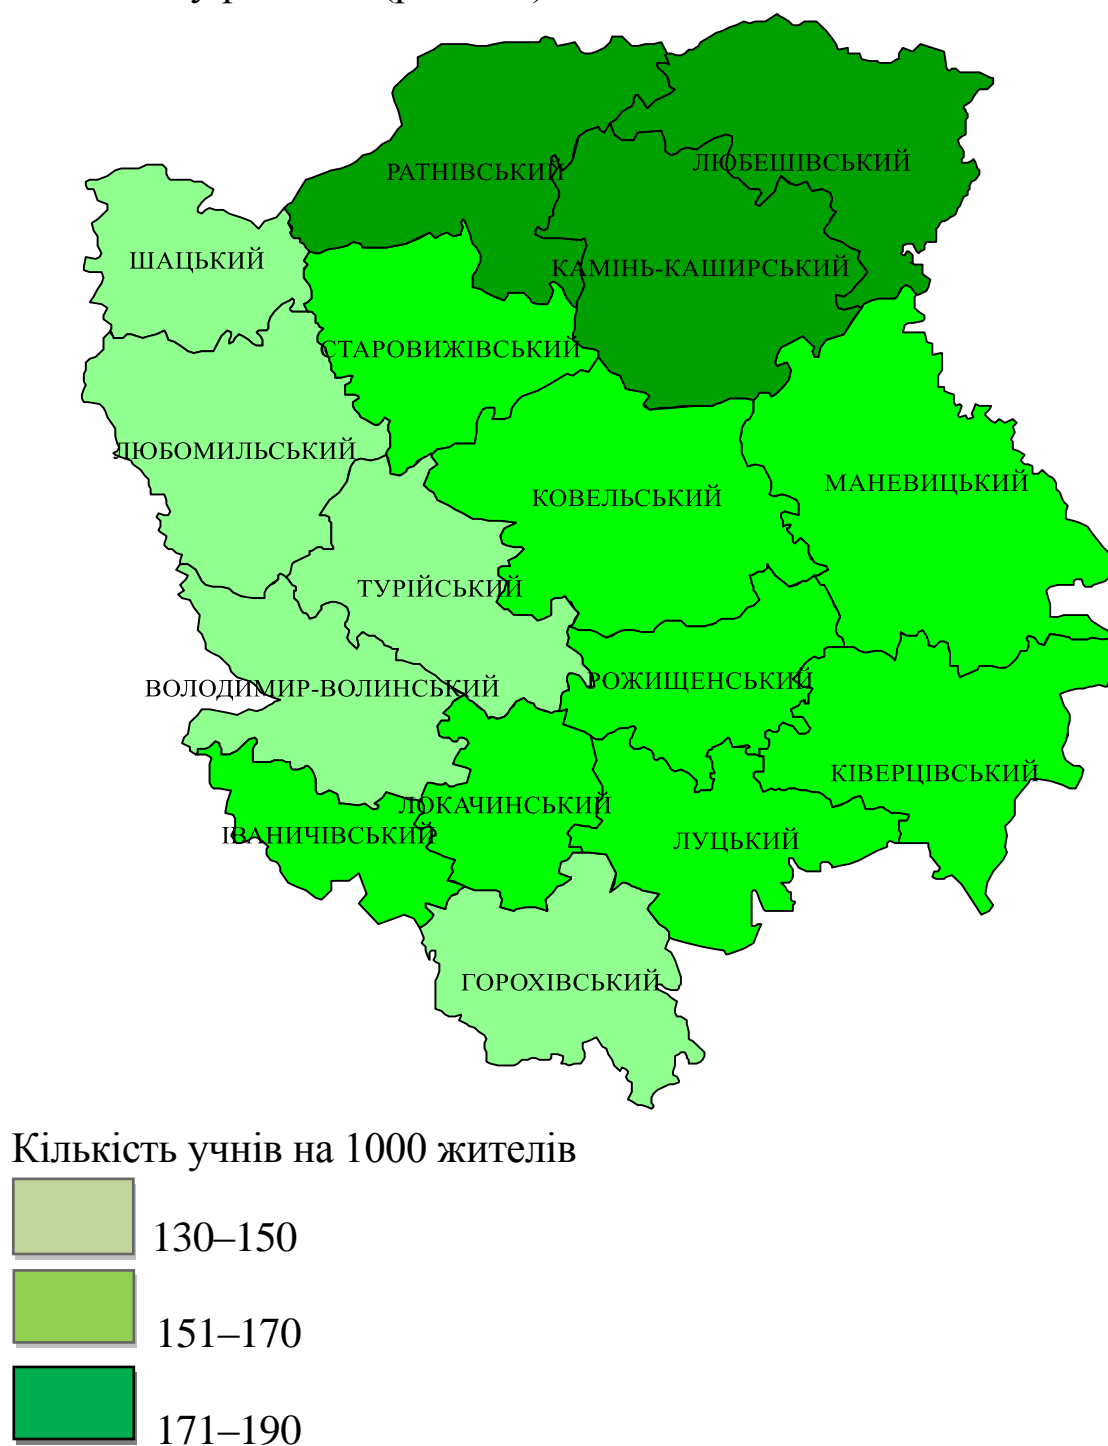 РАТНІВСЬКИЙ
ЛЮБЕШІВСЬКИЙ
ШАЦЬКИЙ
КАМІНЬ-КАШИРСЬКИЙ
СТАРОВИЖІВСЬКИЙ
ЛЮБОМИЛЬСЬКИЙ
КОВЕЛЬСЬКИЙ
МАНЕВИЦЬКИЙ
ТУРІЙСЬКИЙ
ВОЛОДИМИР-ВОЛИНСЬКИЙ
РОЖИЩЕНСЬКИЙ
КІВЕРЦІВСЬКИЙ
ЛОКАЧИНСЬКИЙ
ІВАНИЧІВСЬКИЙ
ЛУЦЬКИЙ
ГОРОХІВСЬКИЙ
Кількість учнів на 1000 жителів
130–150
151–170
171–190